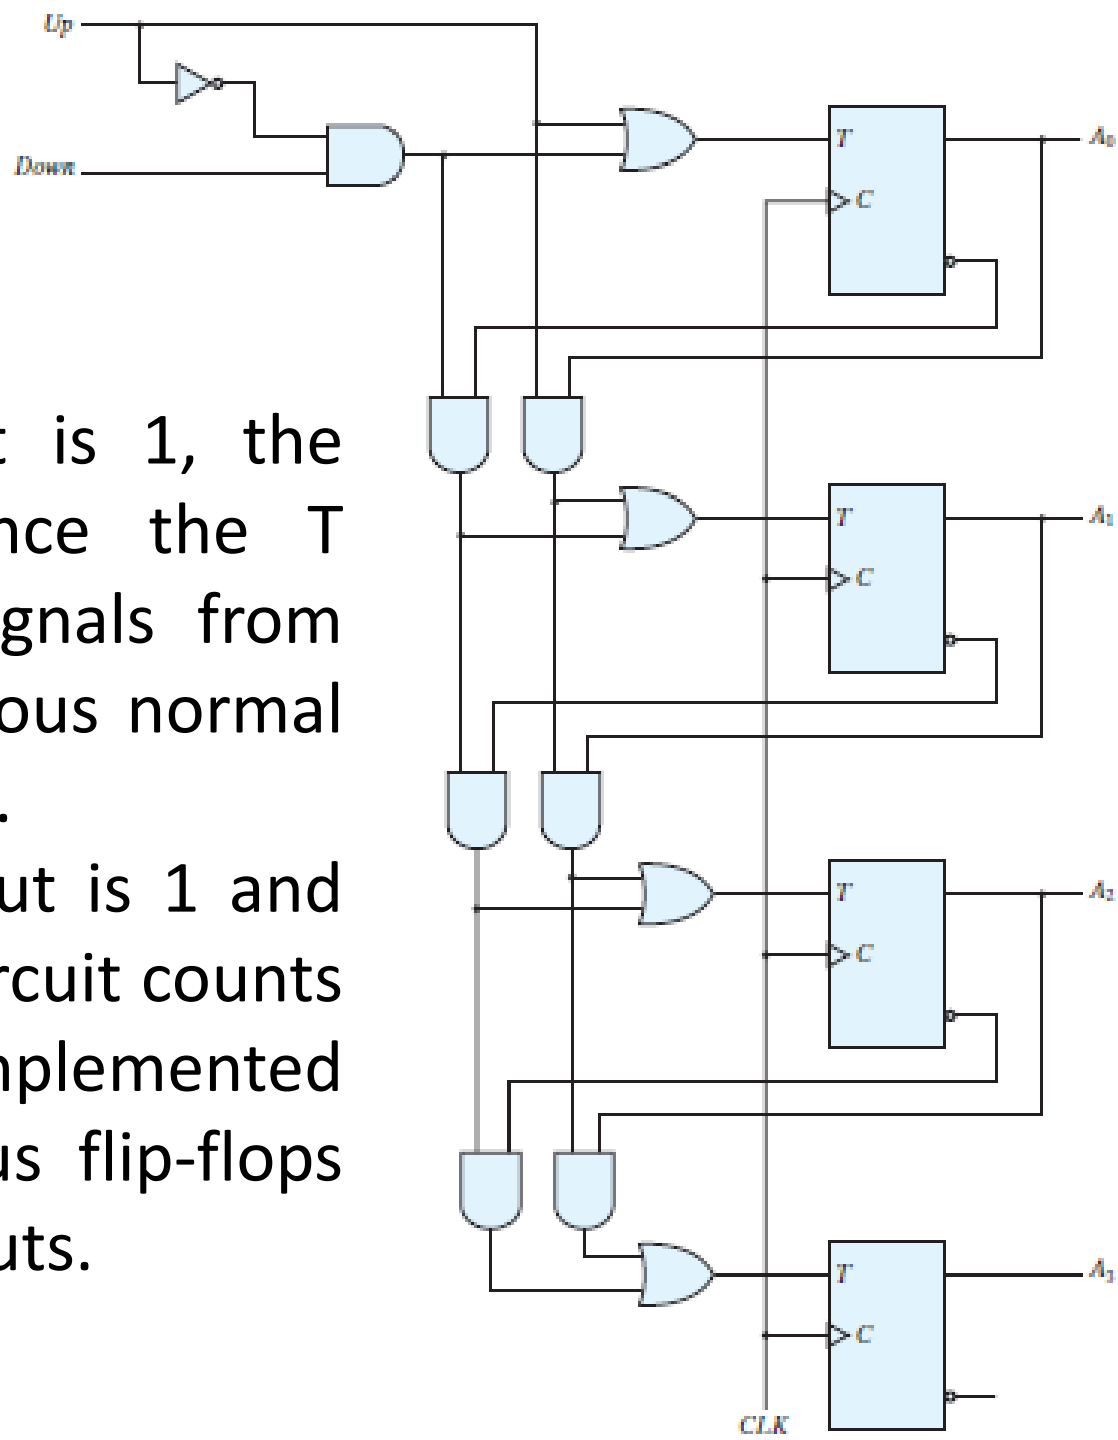 Up
Down
T
A₀
C
t is 1, the
nce the T
gnals from
ous normal
.
ut is 1 and
rcuit counts
nplemented
us flip-flops
uts.
T
A₁
C
T
A₂
C
T
A₃
C
CLK